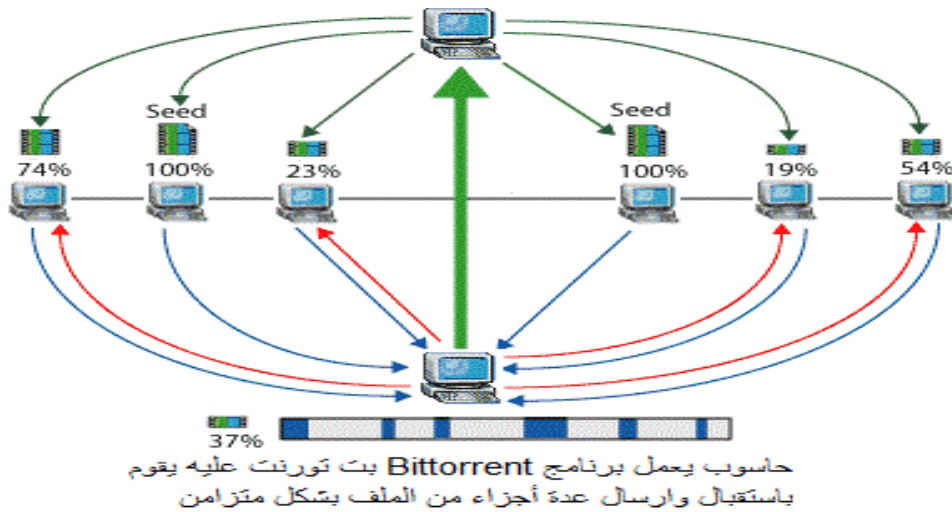 Seed
Seed
74%
100%
23%
100%
19%
54%
37%
حاسوب يعمل برنامج Bittorrent بت تورنت عليه يقوم
باستقبال وارسال عدة أجزاء من الملف بشكل متزامن